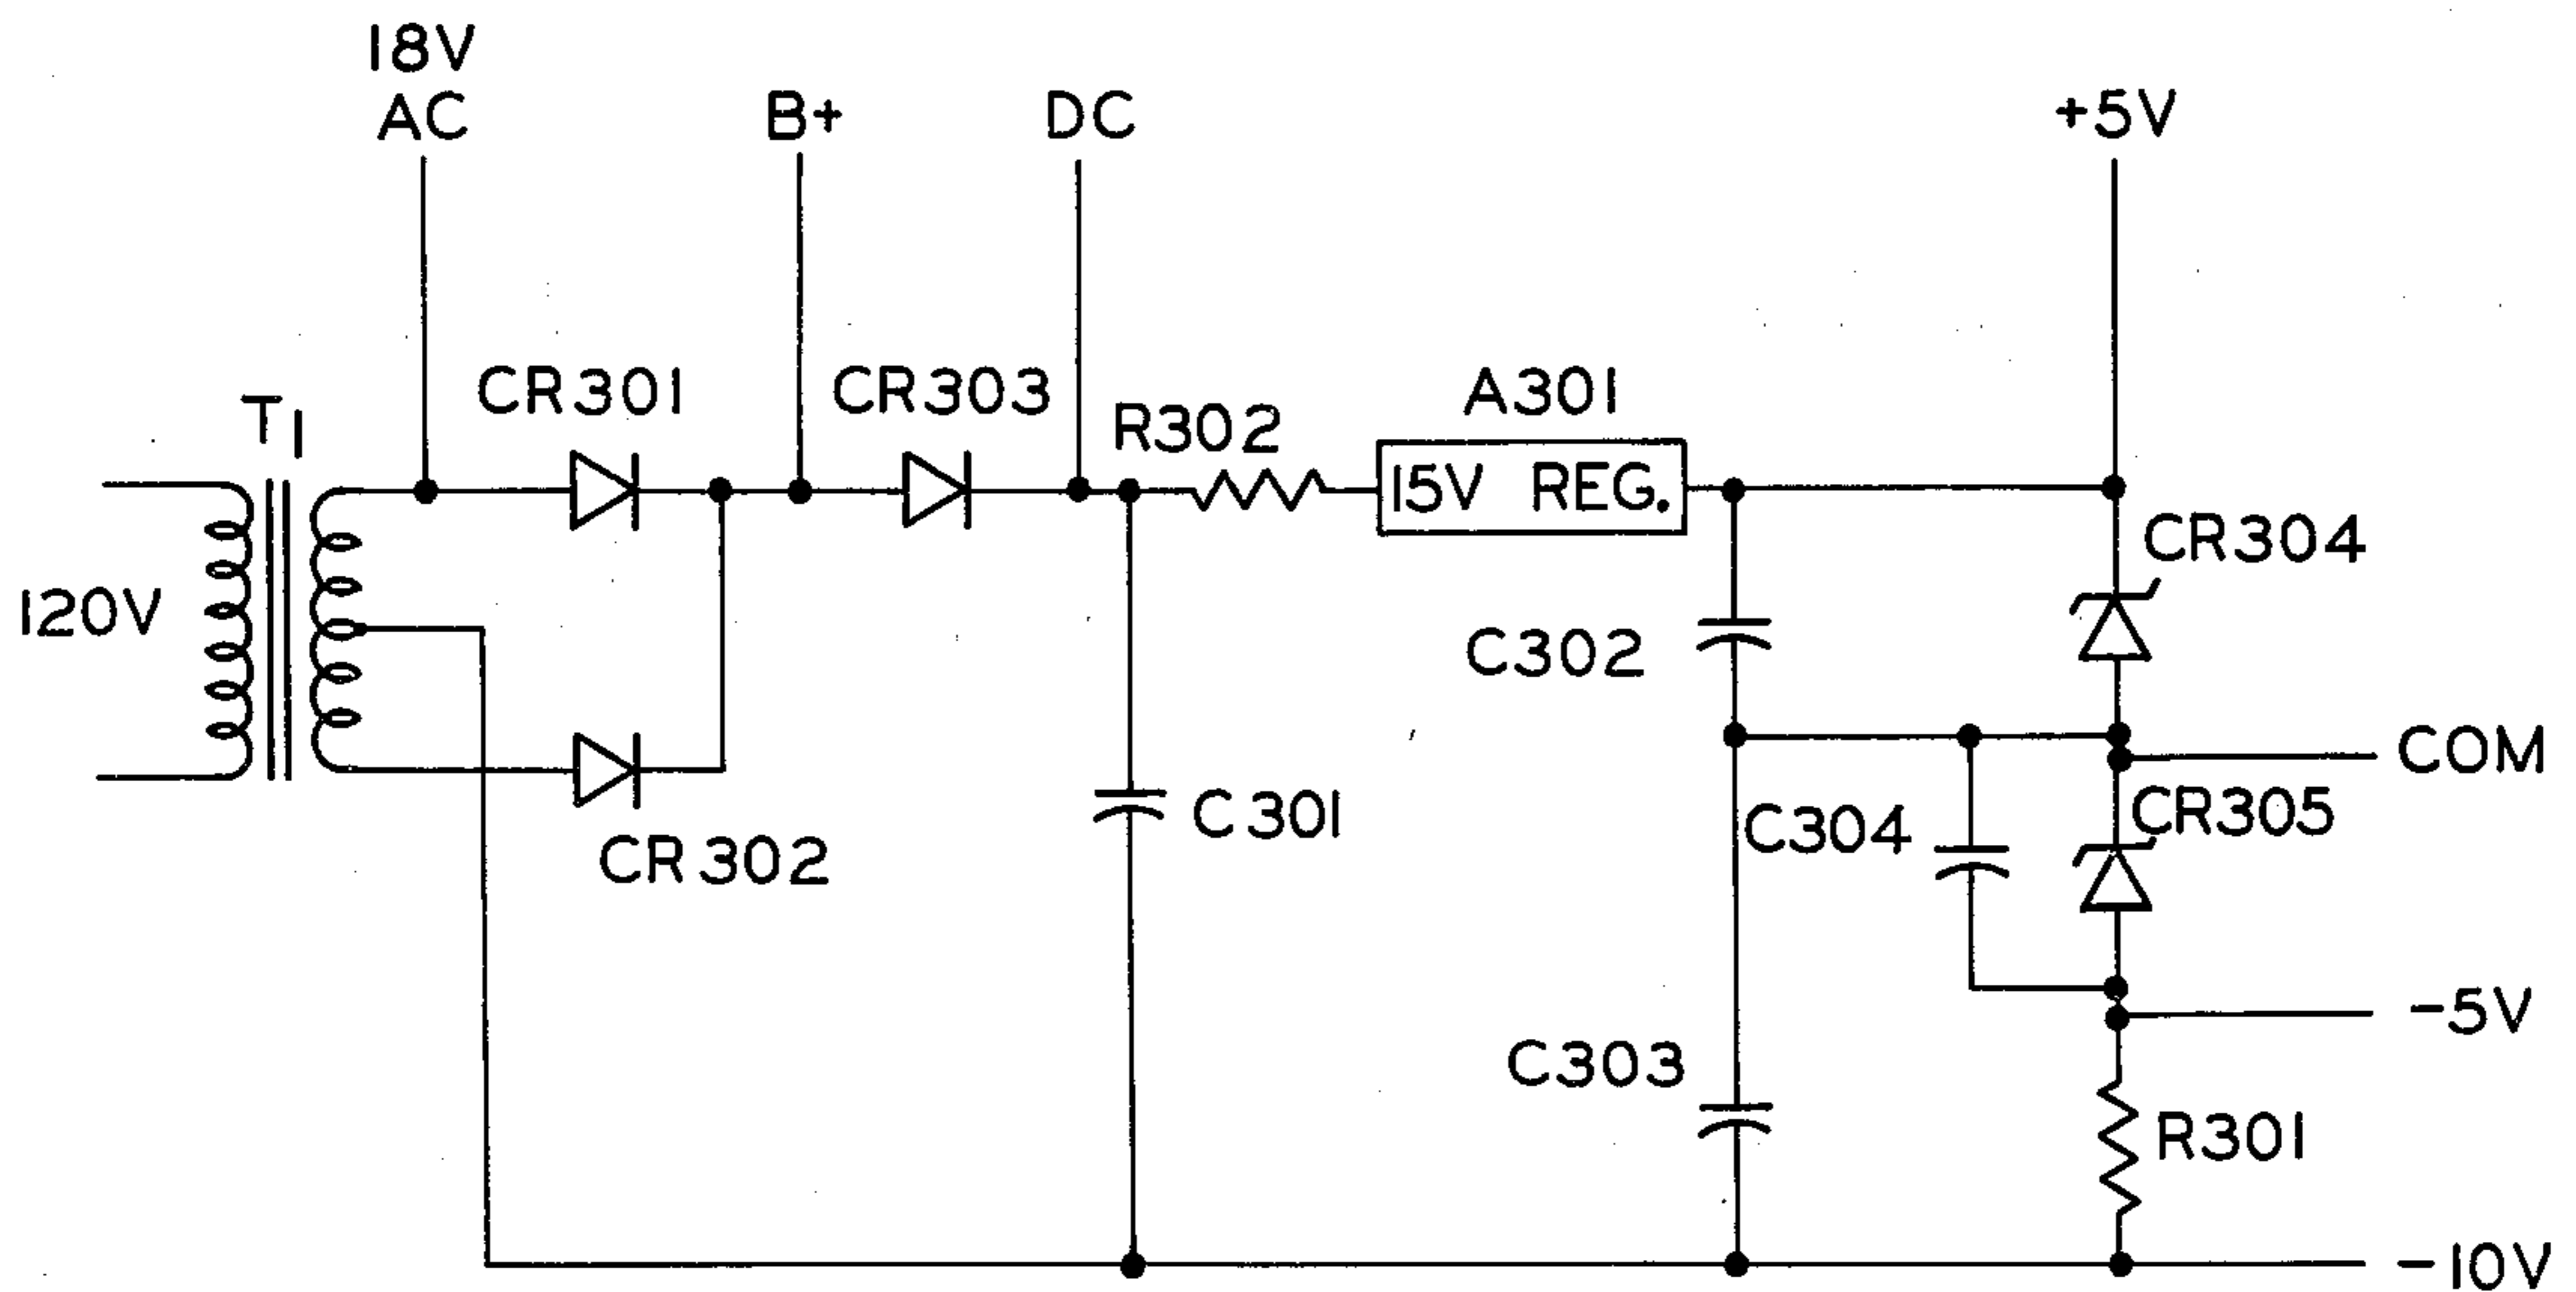 18V
AC
B+
DC
+5V
T1
CR301
CR303
R302
A301
15V REG.
CR304
120V
C302
COM
C301
C304
CR305
CR302
-5V
C303
R301
-10V